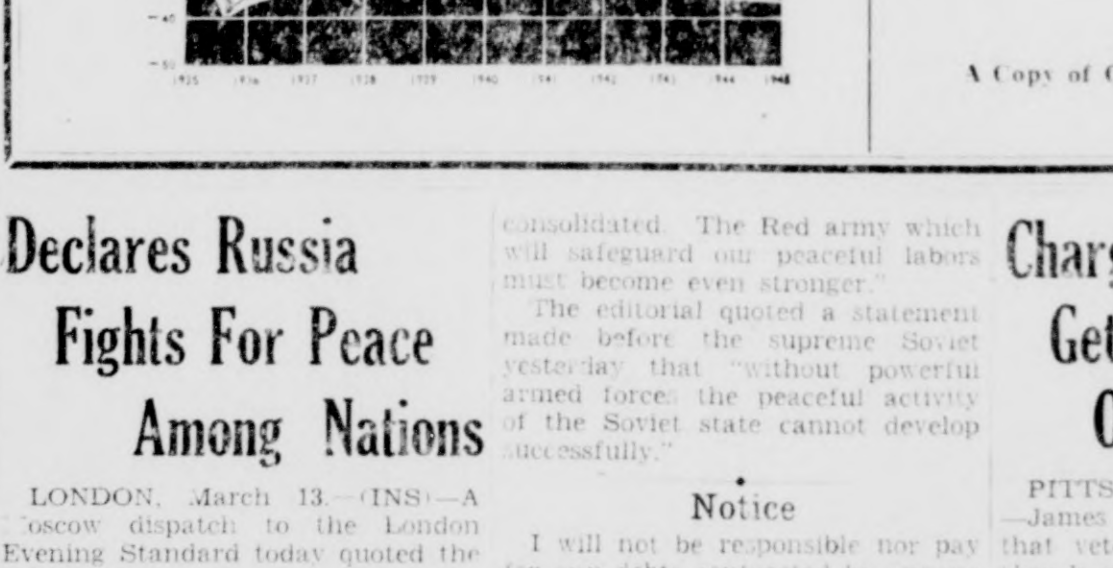 -40
-50
1935 1936 1937 1938 1939 1940 1941 1942 1943 1944 1945
A Copy of
Declares Russia
Fights For Peace
Among Nations
LONDON, March 13.—(INS)—A
oscow dispatch to the London
Evening Standard today quoted the
consolidated. The Red army which
will safeguard our peaceful labors
must become even stronger."
The editorial quoted a statement
made before the supreme Soviet
yesterday that "without powerful
armed forces the peaceful activity
of the Soviet state cannot develop
successfully."
Notice
I will not be responsible nor pay
Charg
Get
O
PITTS
—James
that vet